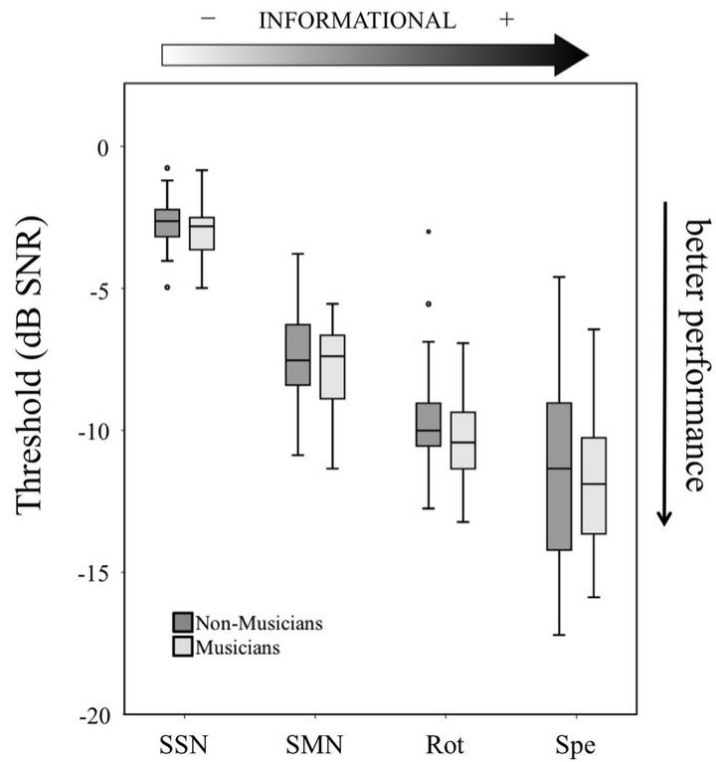 − INFORMATIONAL +
0
-5
-10
-15
-20
Threshold (dB SNR)
better performance
Non-Musicians
Musicians
SSN SMN Rot Spe